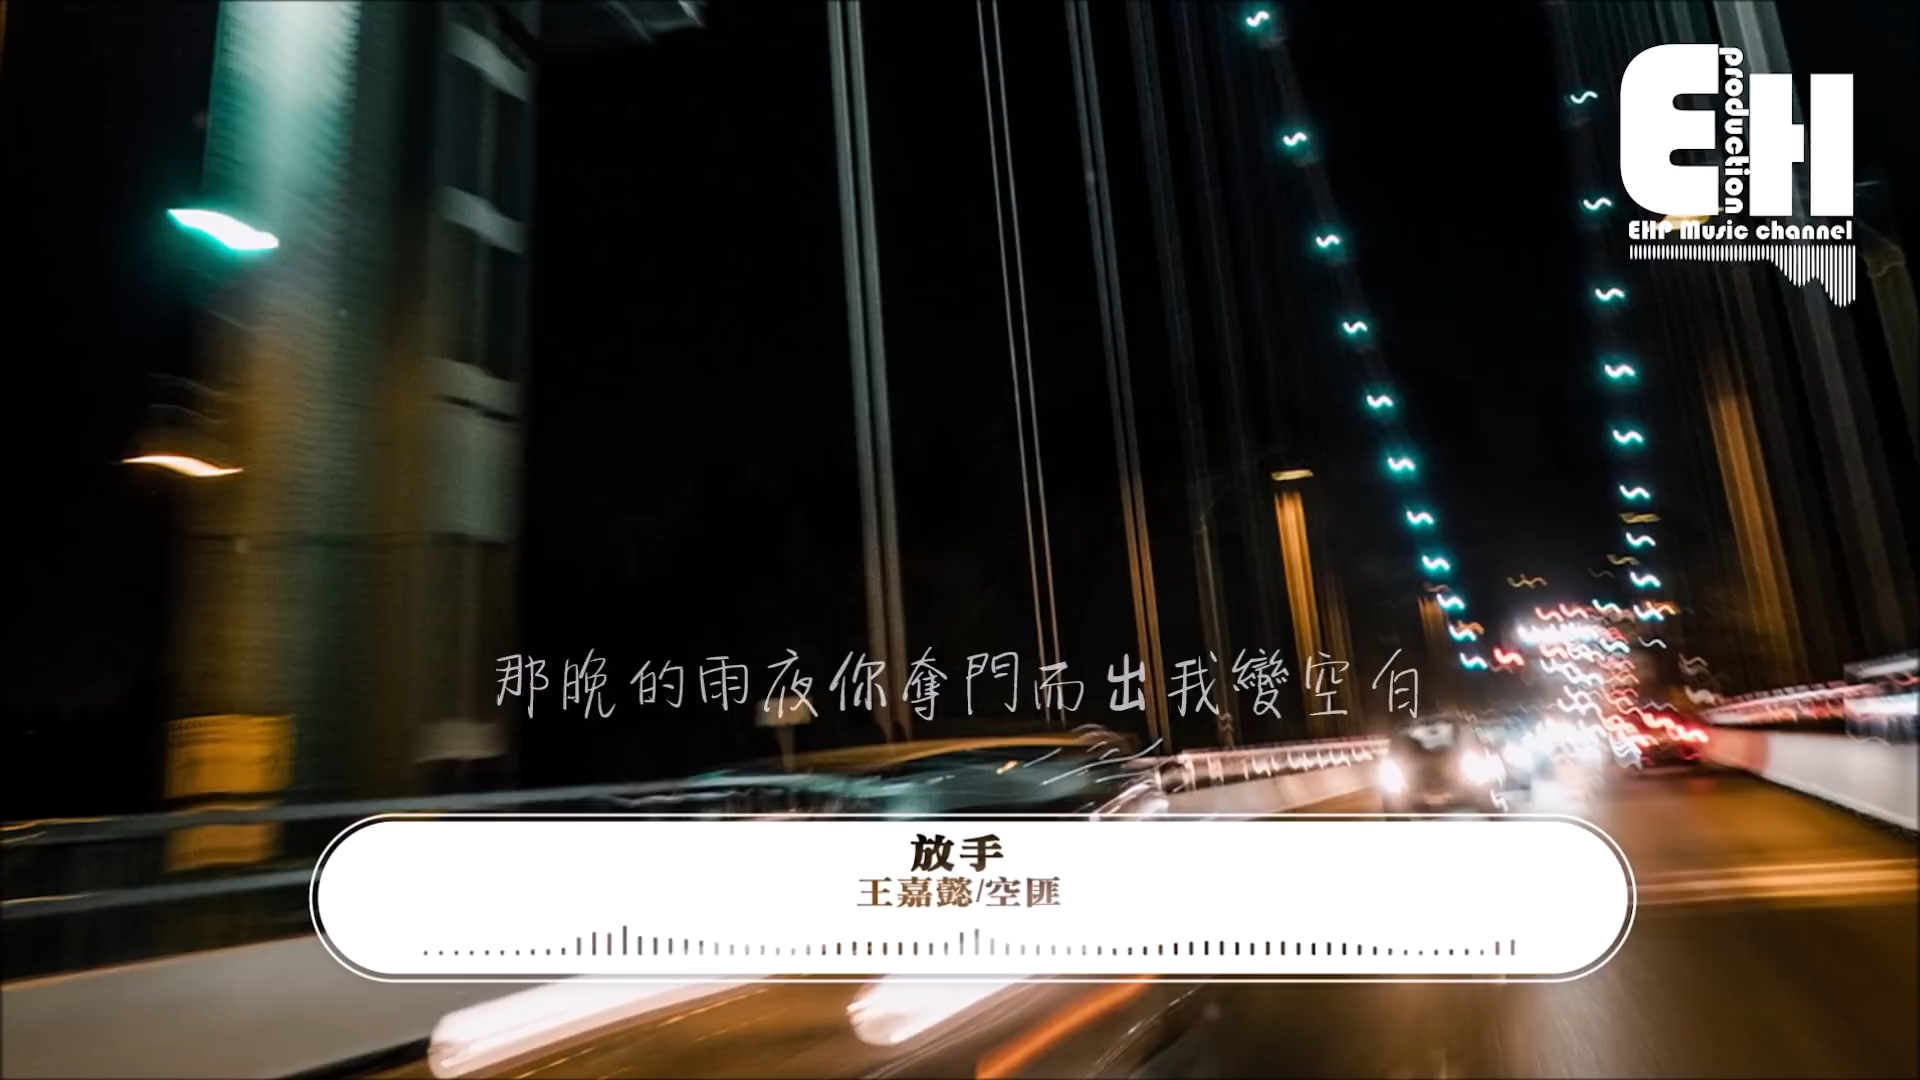 EH
production.
EHP Music channel
那晚的雨夜你奪門而出我變空白
放手
王嘉懿/空匪